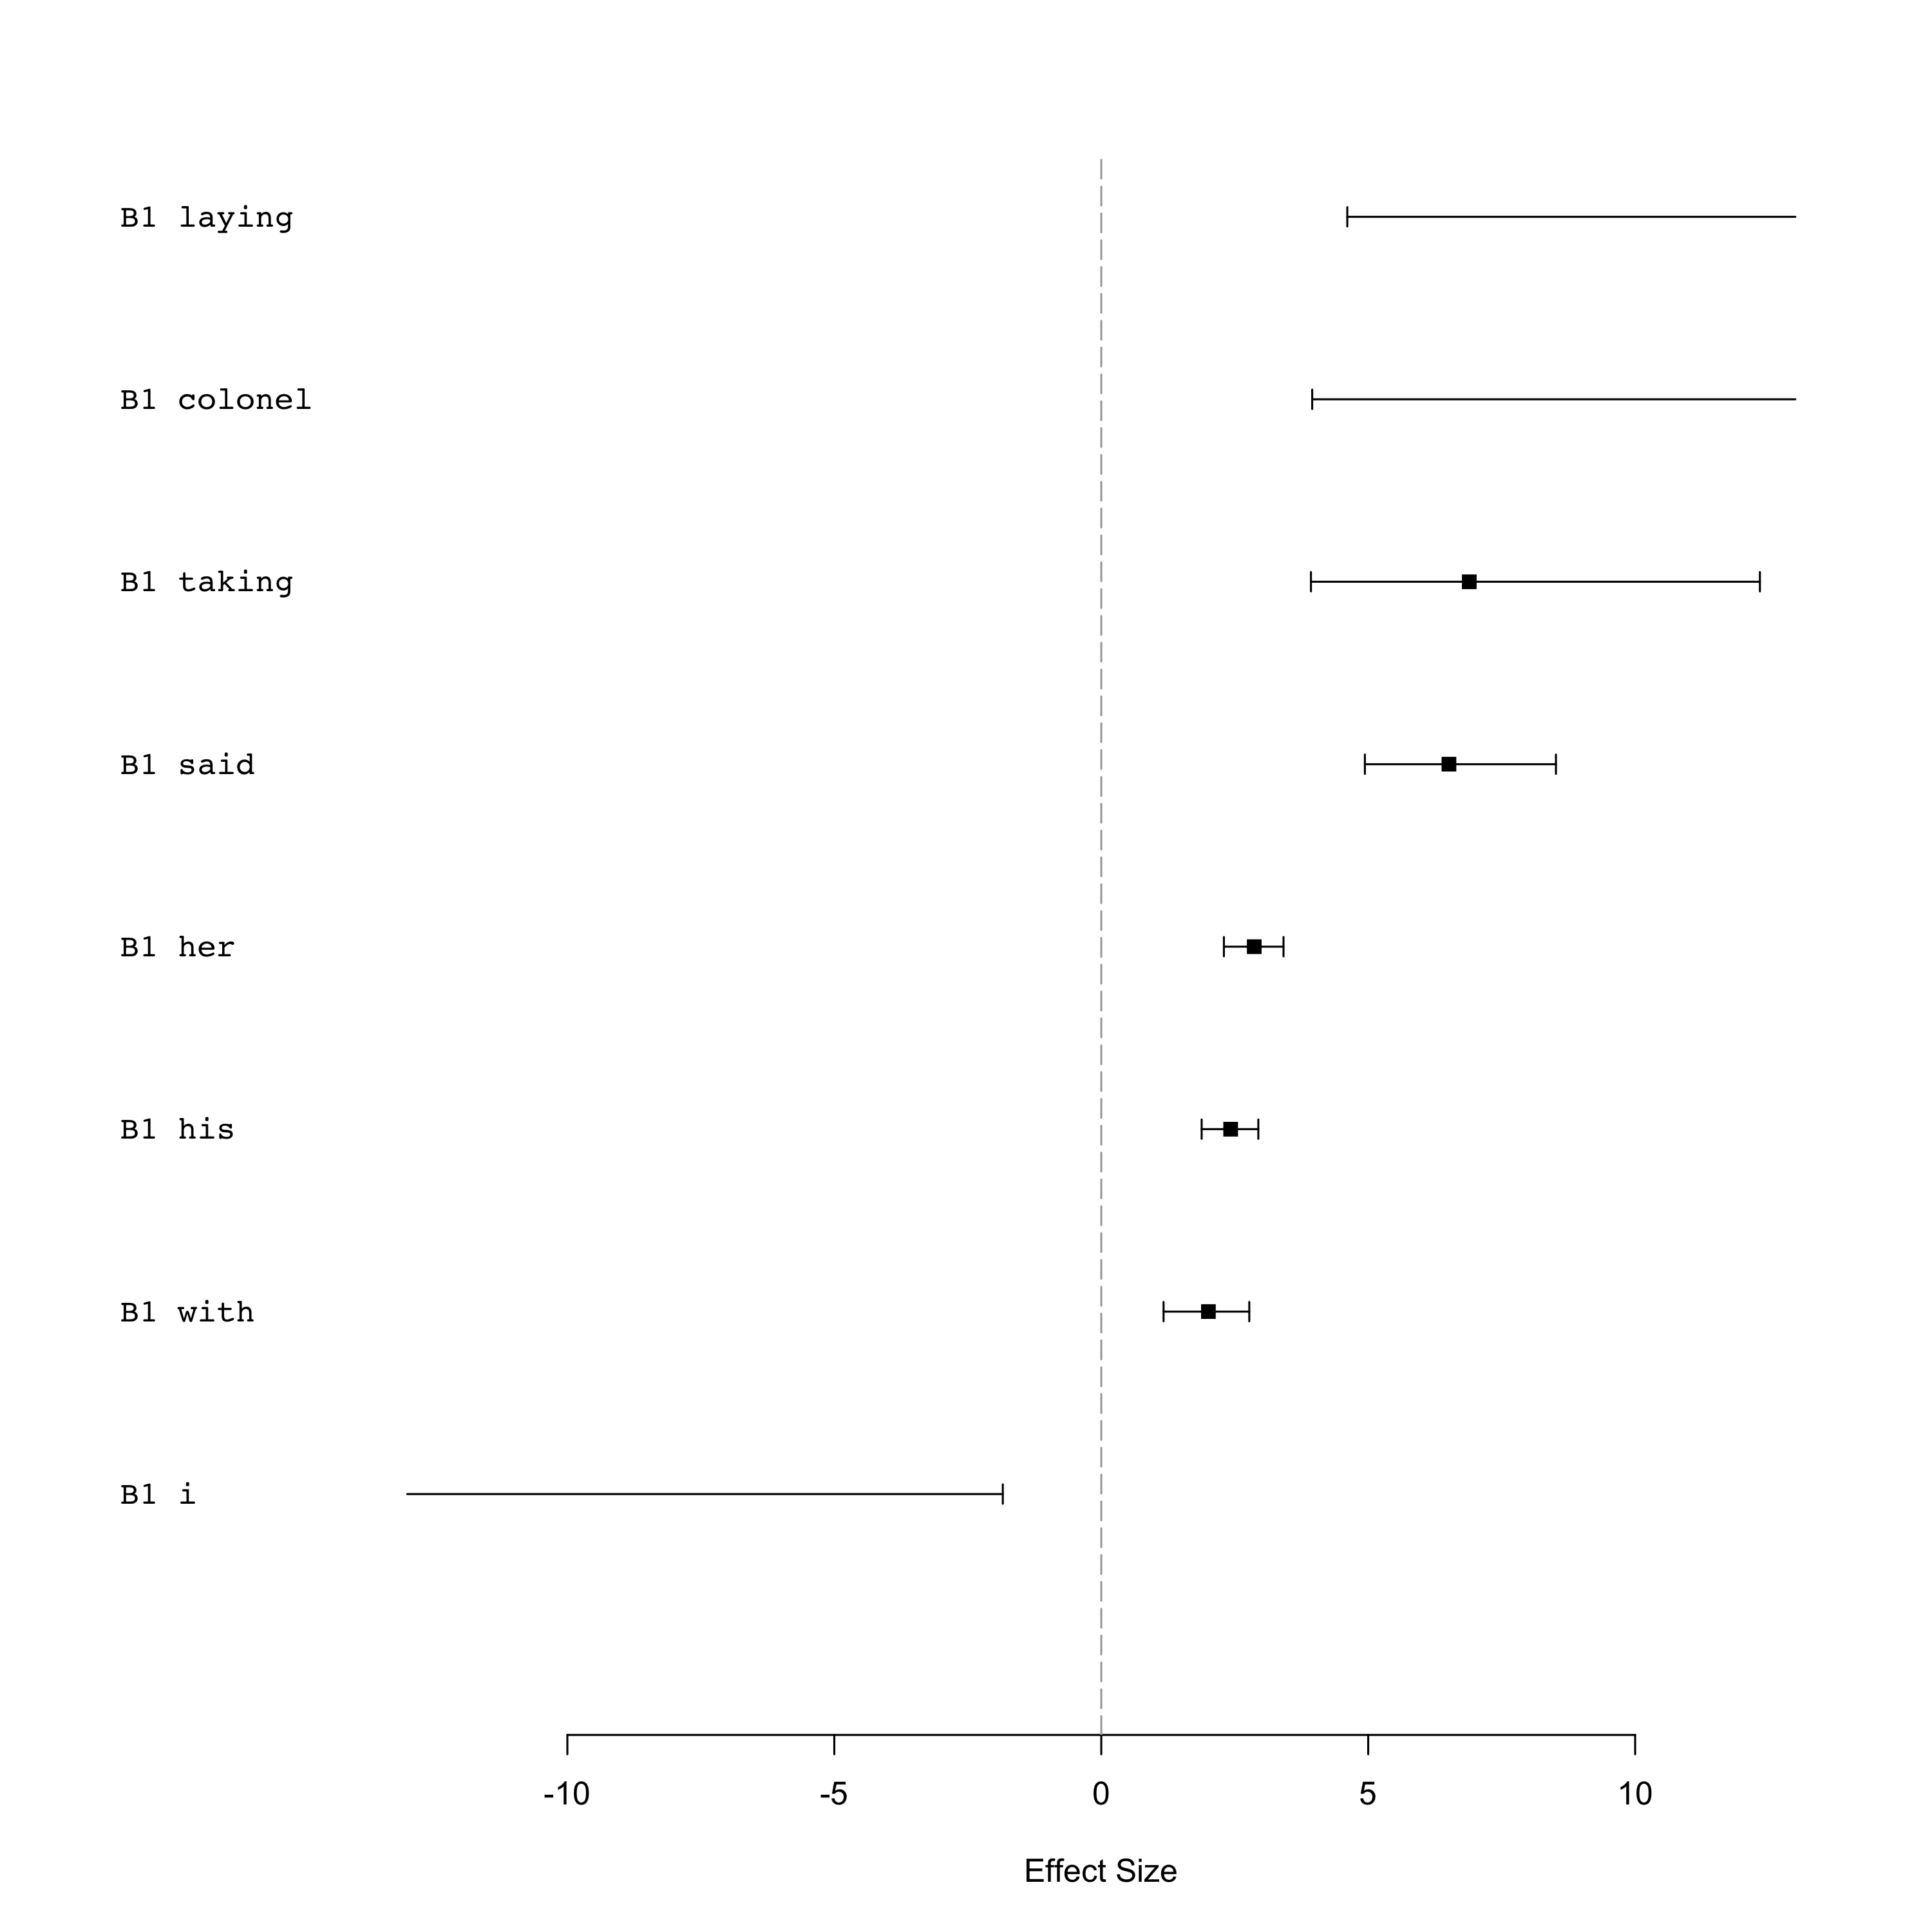 B1 laying
B1 colonel
B1 taking
B1 said
B1 her
B1 his
B1 with
B1 i
-10 -5 0 5 10
Effect Size